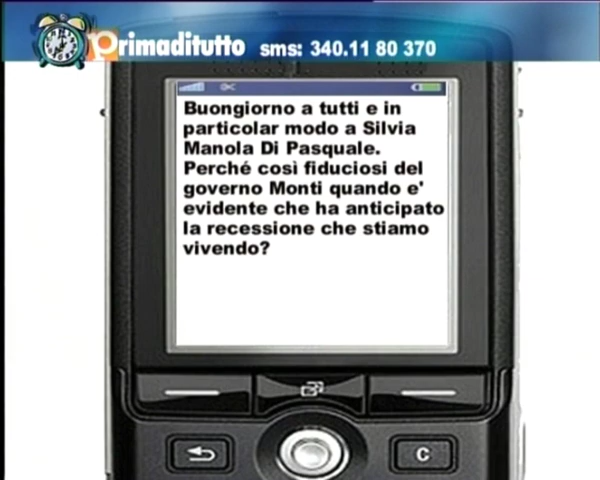 Primaditutto sms: 340.11 80 370
Buongiorno a tutti e in
particolar modo a Silvia
Manola Di Pasquale.
Perché così fiduciosi del
governo Monti quando e'
evidente che ha anticipato
la recessione che stiamo
vivendo?
C